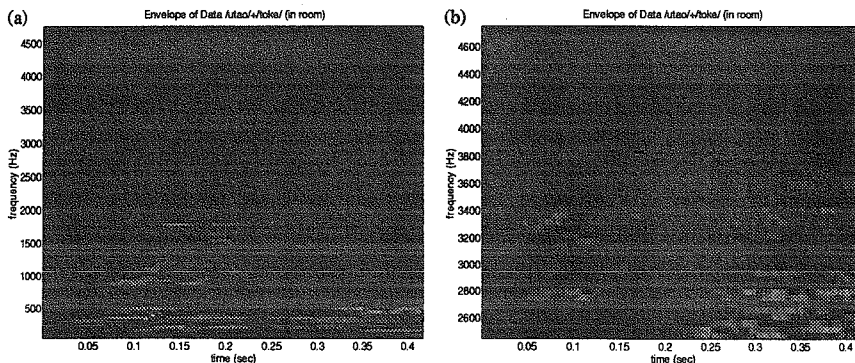 (a)
Envelope of Data /utao/+/toke/ (in room)
4500
4000
3500
3000
2500
2000
1500
1000
500
frequency (Hz)
0.05 0.1 0.15 0.2 0.25 0.3 0.35 0.4
time (sec)
(b)
Envelope of Data /utao/+/toke/ (in room)
4600
4400
4200
4000
3800
3600
3400
3200
3000
2800
2600
frequency (Hz)
0.05 0.1 0.15 0.2 0.25 0.3 0.35 0.4
time (sec)